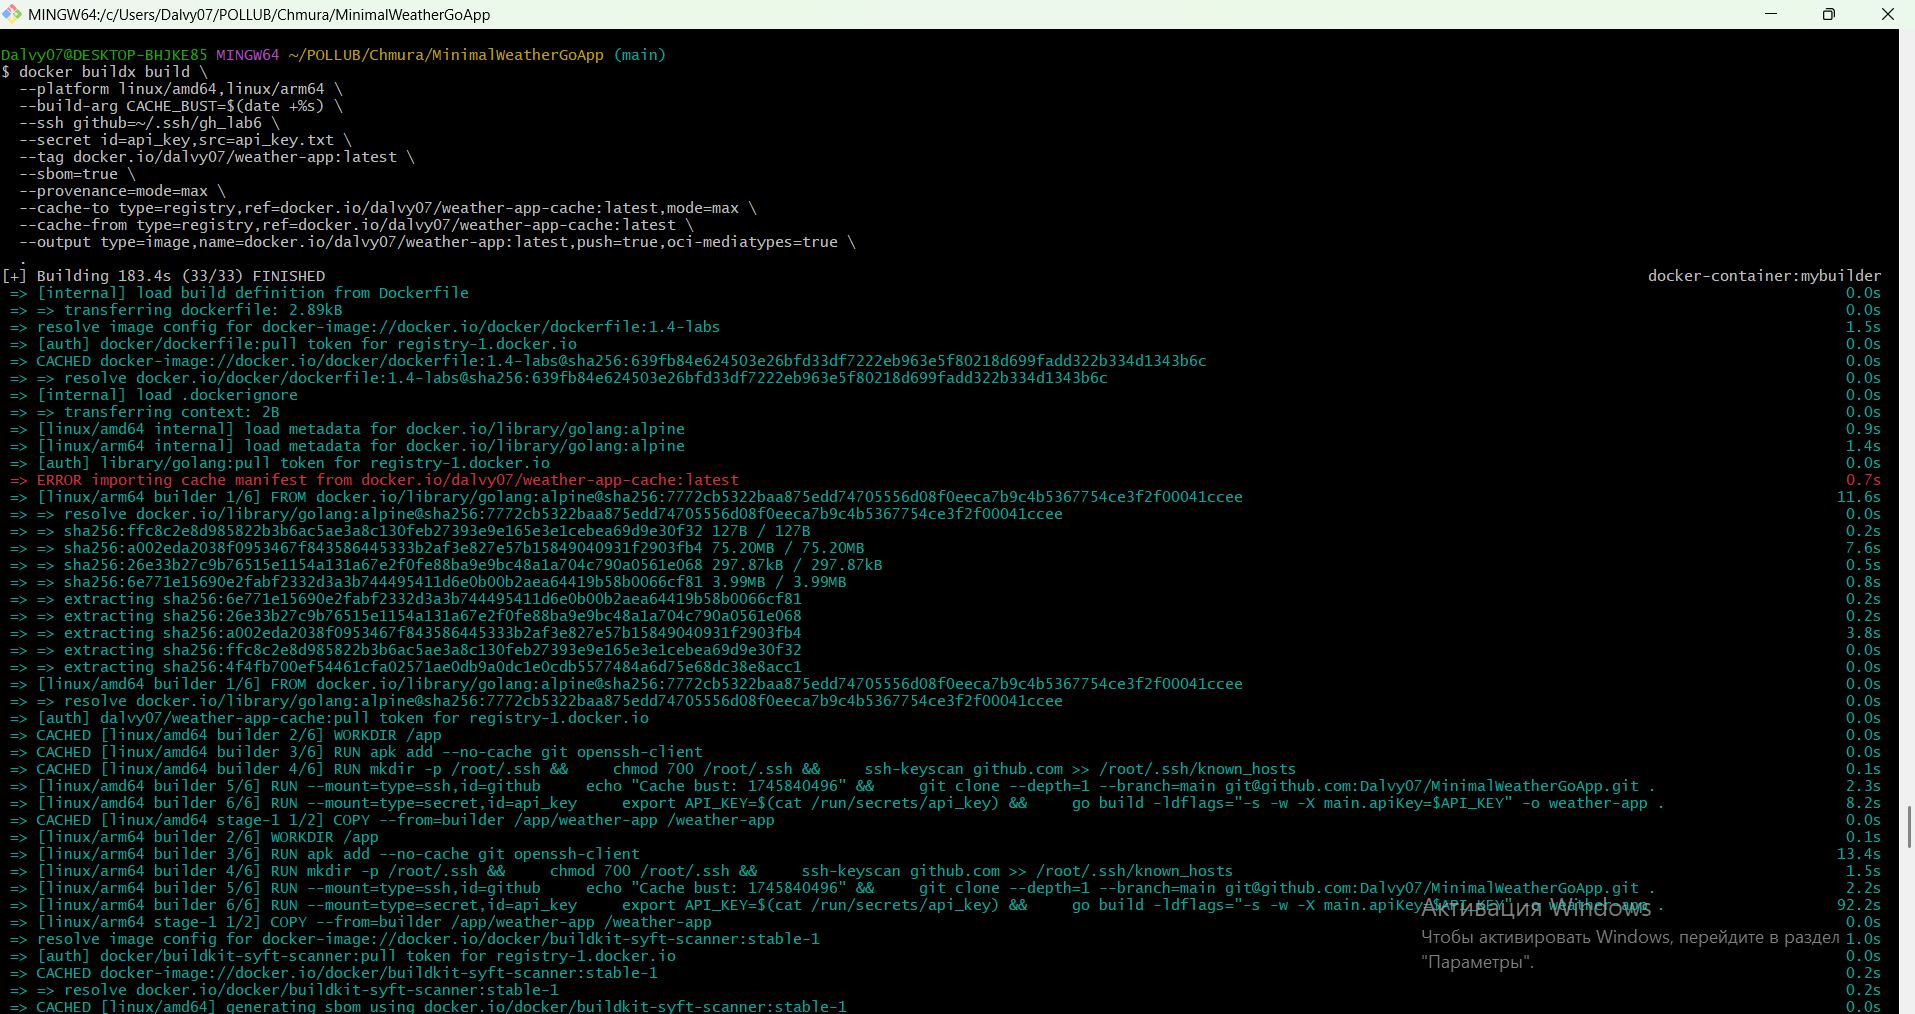 MINGW64:/c/Users/Dalvy07/POLLUB/Chmura/MinimalWeatherGoApp
Dalvy07@DESKTOP-BHJKE85 MINGW64 ~/POLLUB/Chmura/MinimalWeatherGoApp (main)
$ docker buildx build \
--platform linux/amd64,linux/arm64 \
--build-arg CACHE_BUST=$(date +%s) \
--ssh github=~/.ssh/gh_lab6 \
--secret id=api_key,src=api_key.txt \
--tag docker.io/dalvy07/weather-app:latest \
--sbom=true \
--provenance=mode=max \
--cache-to type=registry,ref=docker.io/dalvy07/weather-app-cache:latest,mode=max \
--cache-from type=registry,ref=docker.io/dalvy07/weather-app-cache:latest \
--output type=image,name=docker.io/dalvy07/weather-app:latest,push=true,oci-mediatypes=true \
.
[+] Building 183.4s (33/33) FINISHED docker-container:mybuilder
=> [internal] load build definition from Dockerfile 0.0s
=> => transferring dockerfile: 2.89kB 0.0s
=> resolve image config for docker-image://docker.io/docker/dockerfile:1.4-labs 1.5s
=> [auth] docker/dockerfile:pull token for registry-1.docker.io 0.0s
=> CACHED docker-image://docker.io/docker/dockerfile:1.4-labs@sha256:639fb84e624503e26bfd33df7222eb963e5f80218d699fadd322b334d1343b6c 0.0s
=> => resolve docker.io/docker/dockerfile:1.4-labs@sha256:639fb84e624503e26bfd33df7222eb963e5f80218d699fadd322b334d1343b6c 0.0s
=> [internal] load .dockerignore 0.0s
=> => transferring context: 2B 0.0s
=> [linux/amd64 internal] load metadata for docker.io/library/golang:alpine 0.9s
=> [linux/arm64 internal] load metadata for docker.io/library/golang:alpine 1.4s
=> [auth] library/golang:pull token for registry-1.docker.io 0.0s
=> ERROR importing cache manifest from docker.io/dalvy07/weather-app-cache:latest 0.7s
=> [linux/arm64 builder 1/6] FROM docker.io/library/golang:alpine@sha256:7772cb5322baa875edd74705556d08f0eeca7b9c4b5367754ce3f2f00041ccee 11.6s
=> => resolve docker.io/library/golang:alpine@sha256:7772cb5322baa875edd74705556d08f0eeca7b9c4b5367754ce3f2f00041ccee 0.0s
=> => sha256:ffc8c2e8d985822b3b6ac5ae3a8c130feb27393e9e165e3e1cebea69d9e30f32 127B / 127B 0.2s
=> => sha256:a002eda2038f0953467f843586445333b2af3e827e57b15849040931f2903fb4 75.20MB / 75.20MB 7.6s
=> => sha256:26e33b27c9b76515e1154a131a67e2f0fe88ba9e9bc48a1a704c790a0561e068 297.87kB / 297.87kB 0.5s
=> => sha256:6e771e15690e2fabf2332d3a3b744495411d6e0b00b2aea64419b58b0066cf81 3.99MB / 3.99MB 0.8s
=> => extracting sha256:6e771e15690e2fabf2332d3a3b744495411d6e0b00b2aea64419b58b0066cf81 0.2s
=> => extracting sha256:26e33b27c9b76515e1154a131a67e2f0fe88ba9e9bc48a1a704c790a0561e068 0.2s
=> => extracting sha256:a002eda2038f0953467f843586445333b2af3e827e57b15849040931f2903fb4 3.8s
=> => extracting sha256:ffc8c2e8d985822b3b6ac5ae3a8c130feb27393e9e165e3e1cebea69d9e30f32 0.0s
=> => extracting sha256:4f4fb700ef54461cfa02571ae0db9a0dc1e0cdb5577484a6d75e68dc38e8acc1 0.0s
=> [linux/amd64 builder 1/6] FROM docker.io/library/golang:alpine@sha256:7772cb5322baa875edd74705556d08f0eeca7b9c4b5367754ce3f2f00041ccee 0.0s
=> => resolve docker.io/library/golang:alpine@sha256:7772cb5322baa875edd74705556d08f0eeca7b9c4b5367754ce3f2f00041ccee 0.0s
=> [auth] dalvy07/weather-app-cache:pull token for registry-1.docker.io 0.0s
=> CACHED [linux/amd64 builder 2/6] WORKDIR /app 0.0s
=> CACHED [linux/amd64 builder 3/6] RUN apk add --no-cache git openssh-client 0.0s
=> CACHED [linux/amd64 builder 4/6] RUN mkdir -p /root/.ssh && chmod 700 /root/.ssh && ssh-keyscan github.com >> /root/.ssh/known_hosts 0.1s
=> [linux/amd64 builder 5/6] RUN --mount=type=ssh,id=github echo "Cache bust: 1745840496" && git clone --depth=1 --branch=main git@github.com:Dalvy07/MinimalWeatherGoApp.git . 2.3s
=> [linux/amd64 builder 6/6] RUN --mount=type=secret,id=api_key export API_KEY=$(cat /run/secrets/api_key) && go build -ldflags="-s -w -X main.apiKey=$API_KEY" -o weather-app . 8.2s
=> CACHED [linux/amd64 stage-1 1/2] COPY --from=builder /app/weather-app /weather-app 0.0s
=> [linux/arm64 builder 2/6] WORKDIR /app 0.1s
=> [linux/arm64 builder 3/6] RUN apk add --no-cache git openssh-client 13.4s
=> [linux/arm64 builder 4/6] RUN mkdir -p /root/.ssh && chmod 700 /root/.ssh && ssh-keyscan github.com >> /root/.ssh/known_hosts 1.5s
=> [linux/arm64 builder 5/6] RUN --mount=type=ssh,id=github echo "Cache bust: 1745840496" && git clone --depth=1 --branch=main git@github.com:Dalvy07/MinimalWeatherGoApp.git . 2.2s
=> [linux/arm64 builder 6/6] RUN --mount=type=secret,id=api_key export API_KEY=$(cat /run/secrets/api_key) && go build -ldflags="-s -w -X main.apiKey=$API_KEY" -o weather-app . 92.2s
=> [linux/arm64 stage-1 1/2] COPY --from=builder /app/weather-app /weather-app 0.0s
=> resolve image config for docker-image://docker.io/docker/buildkit-syft-scanner:stable-1 1.0s
=> [auth] docker/buildkit-syft-scanner:pull token for registry-1.docker.io 0.0s
=> CACHED docker-image://docker.io/docker/buildkit-syft-scanner:stable-1 0.2s
=> => resolve docker.io/docker/buildkit-syft-scanner:stable-1 0.2s
=> CACHED [linux/amd64] generating sbom using docker.io/docker/buildkit-syft-scanner:stable-1 0.0s
Активация Windows
Чтобы активировать Windows, перейдите в раздел
"Параметры".